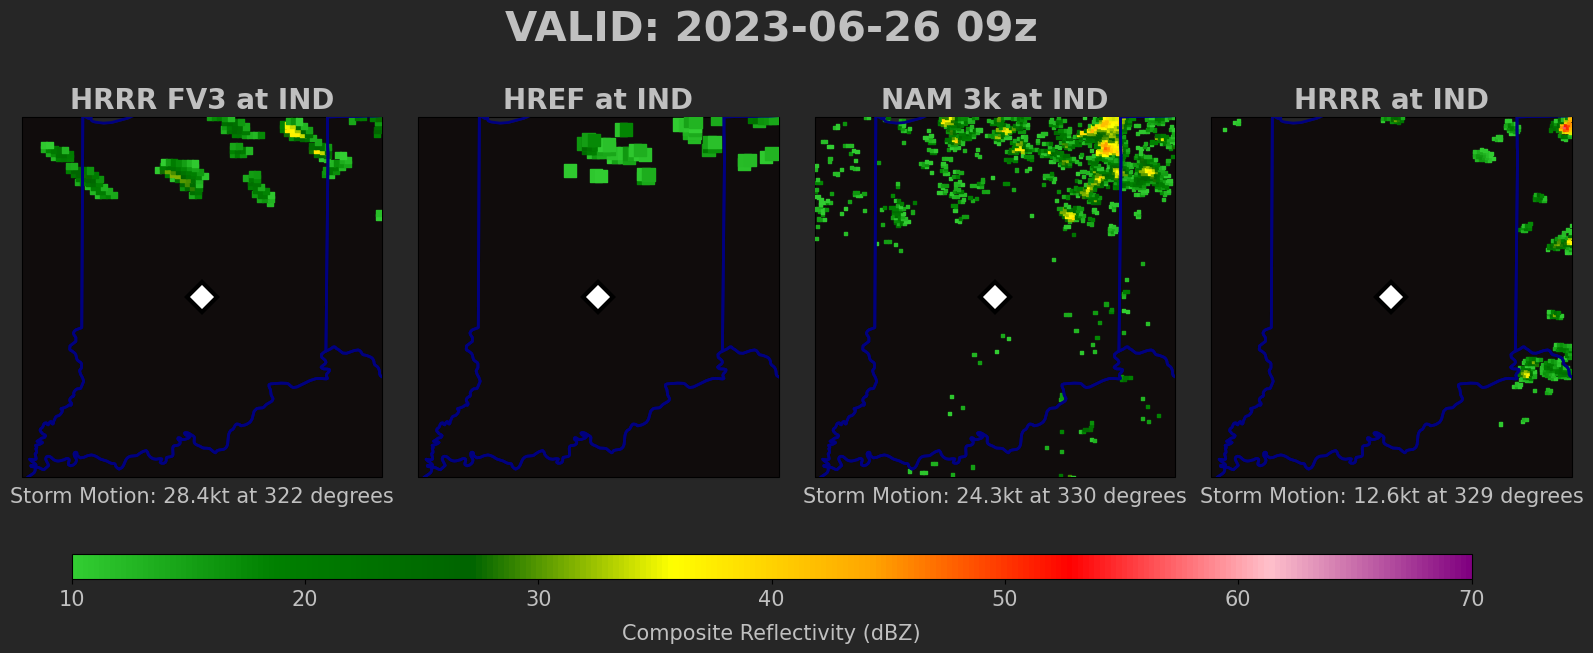 VALID: 2023-06-26 09z
HRRR FV3 at IND
HREF at IND
NAM 3k at IND
HRRR at IND
Storm Motion: 28.4kt at 322 degrees
Storm Motion: 24.3kt at 330 degrees
Storm Motion: 12.6kt at 329 degrees
10 20 30 40 50 60 70
Composite Reflectivity (dBZ)